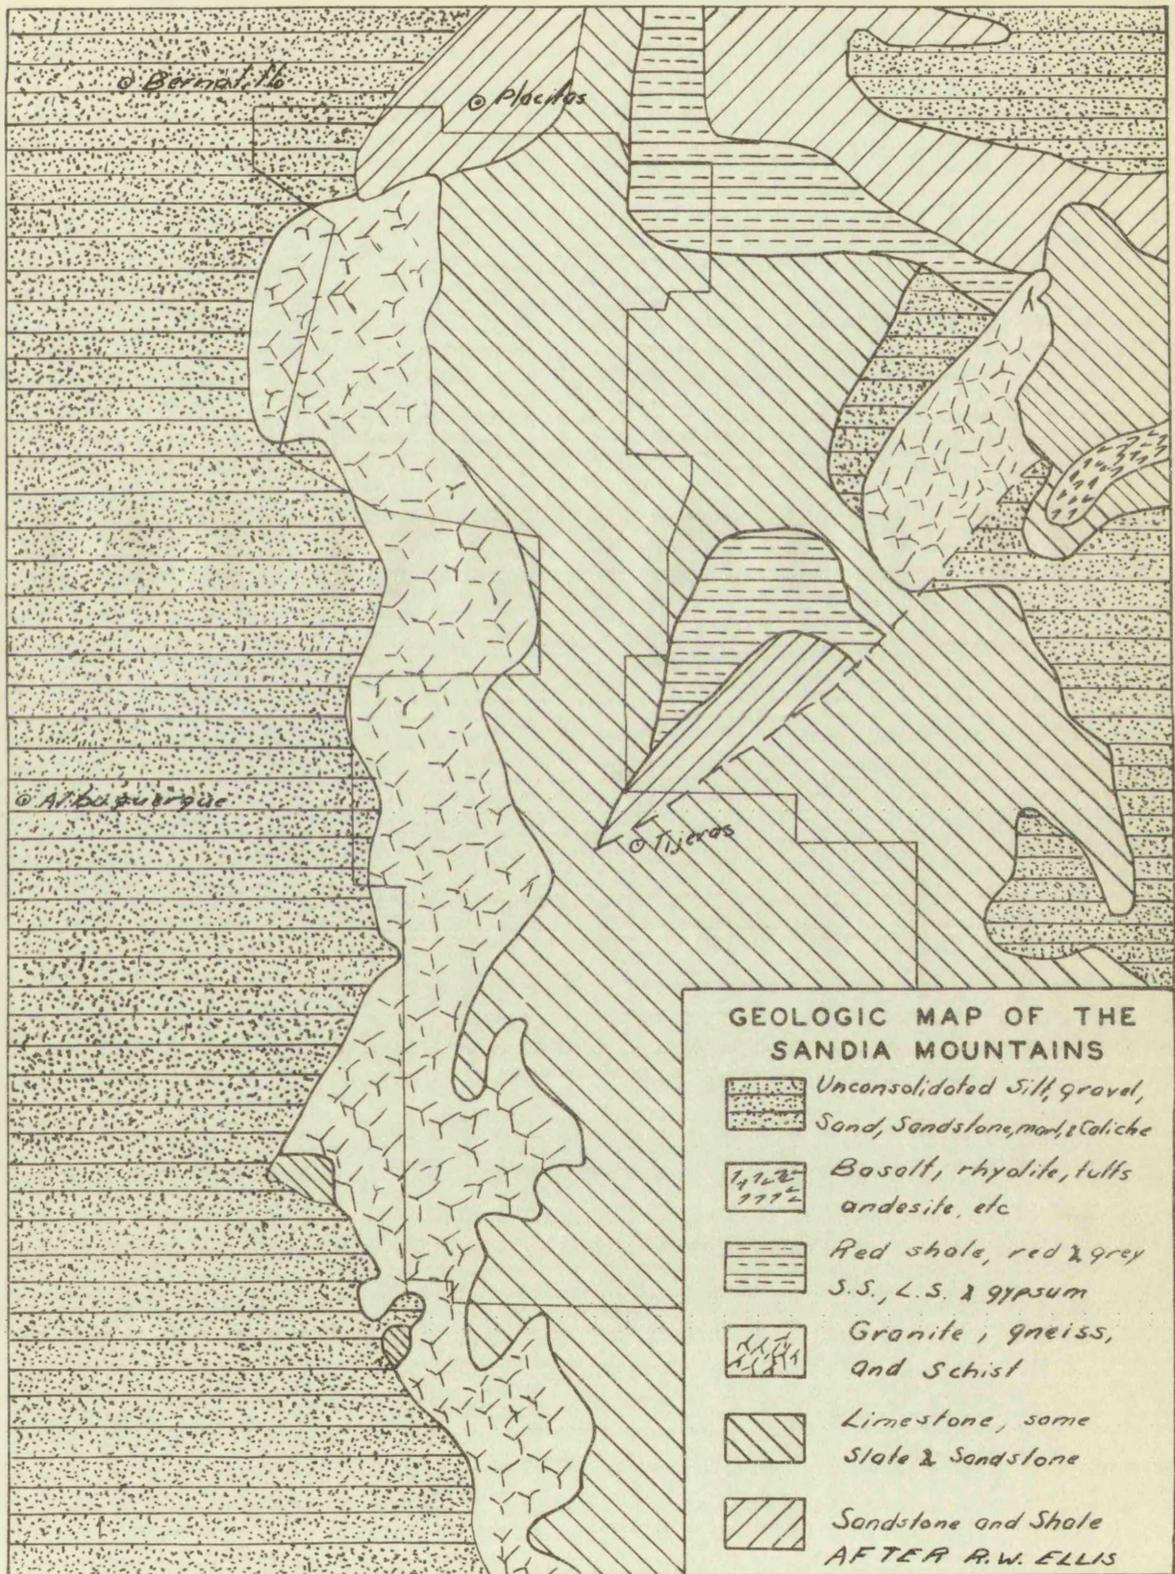 Bernalillo
Placitas
Albuquerque
Tijeras
GEOLOGIC MAP OF THE
SANDIA MOUNTAINS
Unconsolidated Silt, gravel,
Sand, Sandstone, marl, & Caliche
Basalt, rhyolite, tuffs
andesite, etc
Red shale, red & grey
S.S., L.S. & gypsum
Granite, gneiss,
and Schist
Limestone, some
Slate & Sandstone
Sandstone and Shale
AFTER R.W. ELLIS